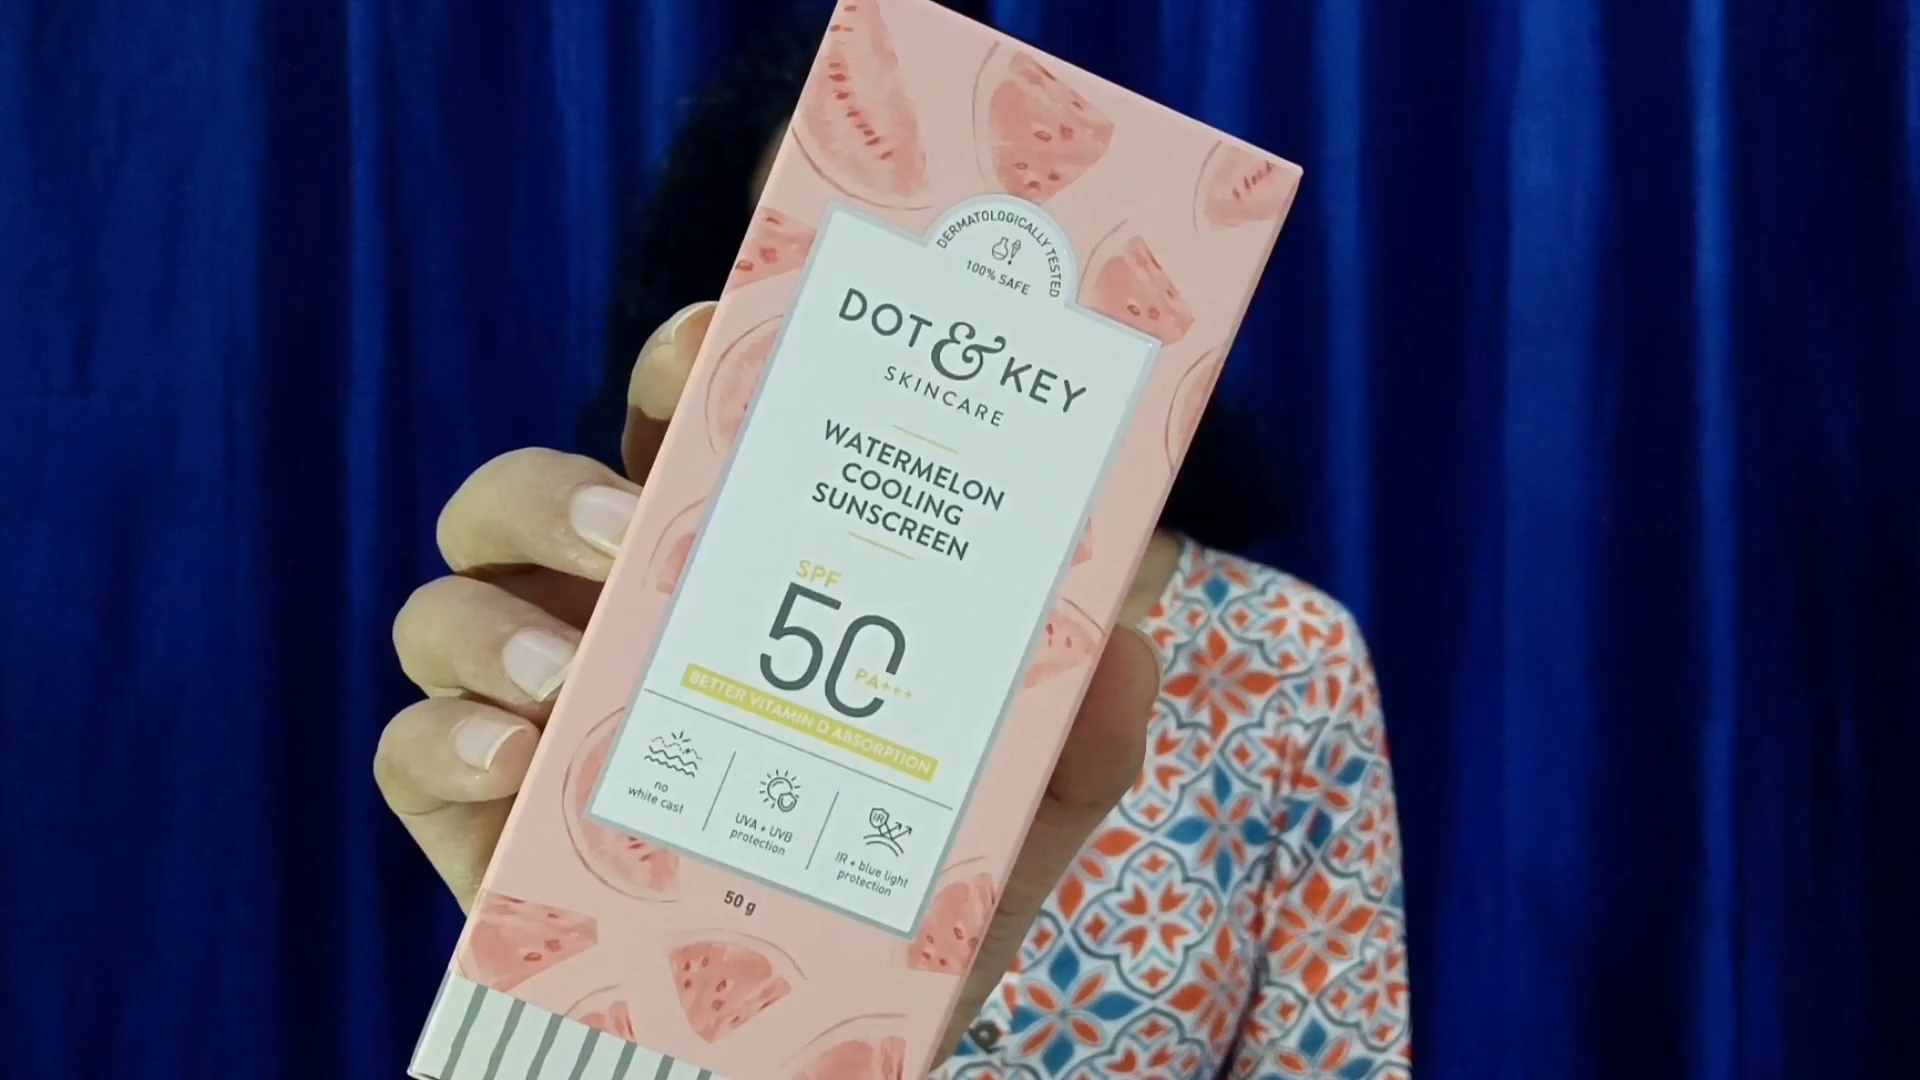 DERMATOLOGICALLY TESTED
100% SAFE
DOT & KEY
SKINCARE
WATERMELON
COOLING
SUNSCREEN
SPF
50
PA+++
BETTER VITAMIN D ABSORPTION
no
white cast
UVA + UVB
protection
IR
IR + blue light
protection
50 g